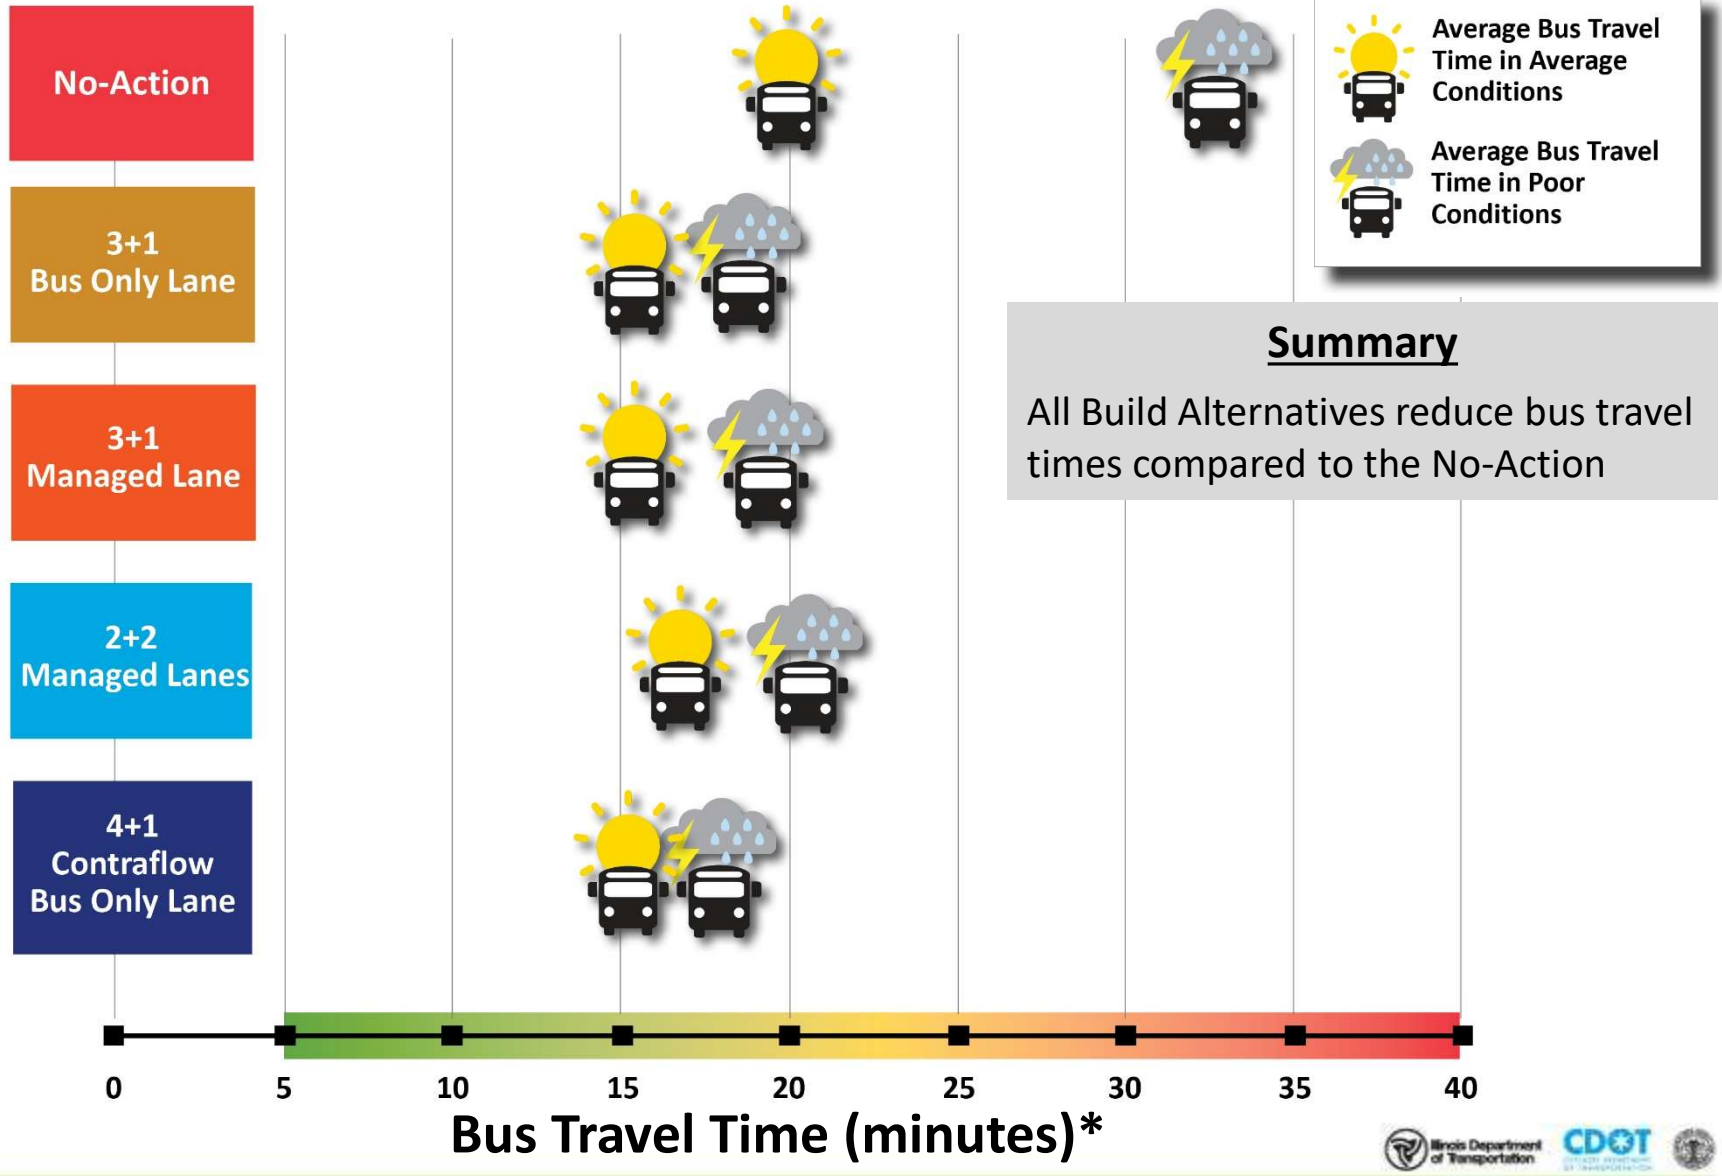 No-Action
3+1
Bus Only Lane
3+1
Managed Lane
2+2
Managed Lanes
4+1
Contraflow
Bus Only Lane
Average Bus Travel
Time in Average
Conditions
Average Bus Travel
Time in Poor
Conditions
Summary
All Build Alternatives reduce bus travel
times compared to the No-Action
0 5 10 15 20 25 30 35 40
Bus Travel Time (minutes)*
Illinois Department
of Transportation
CDOT